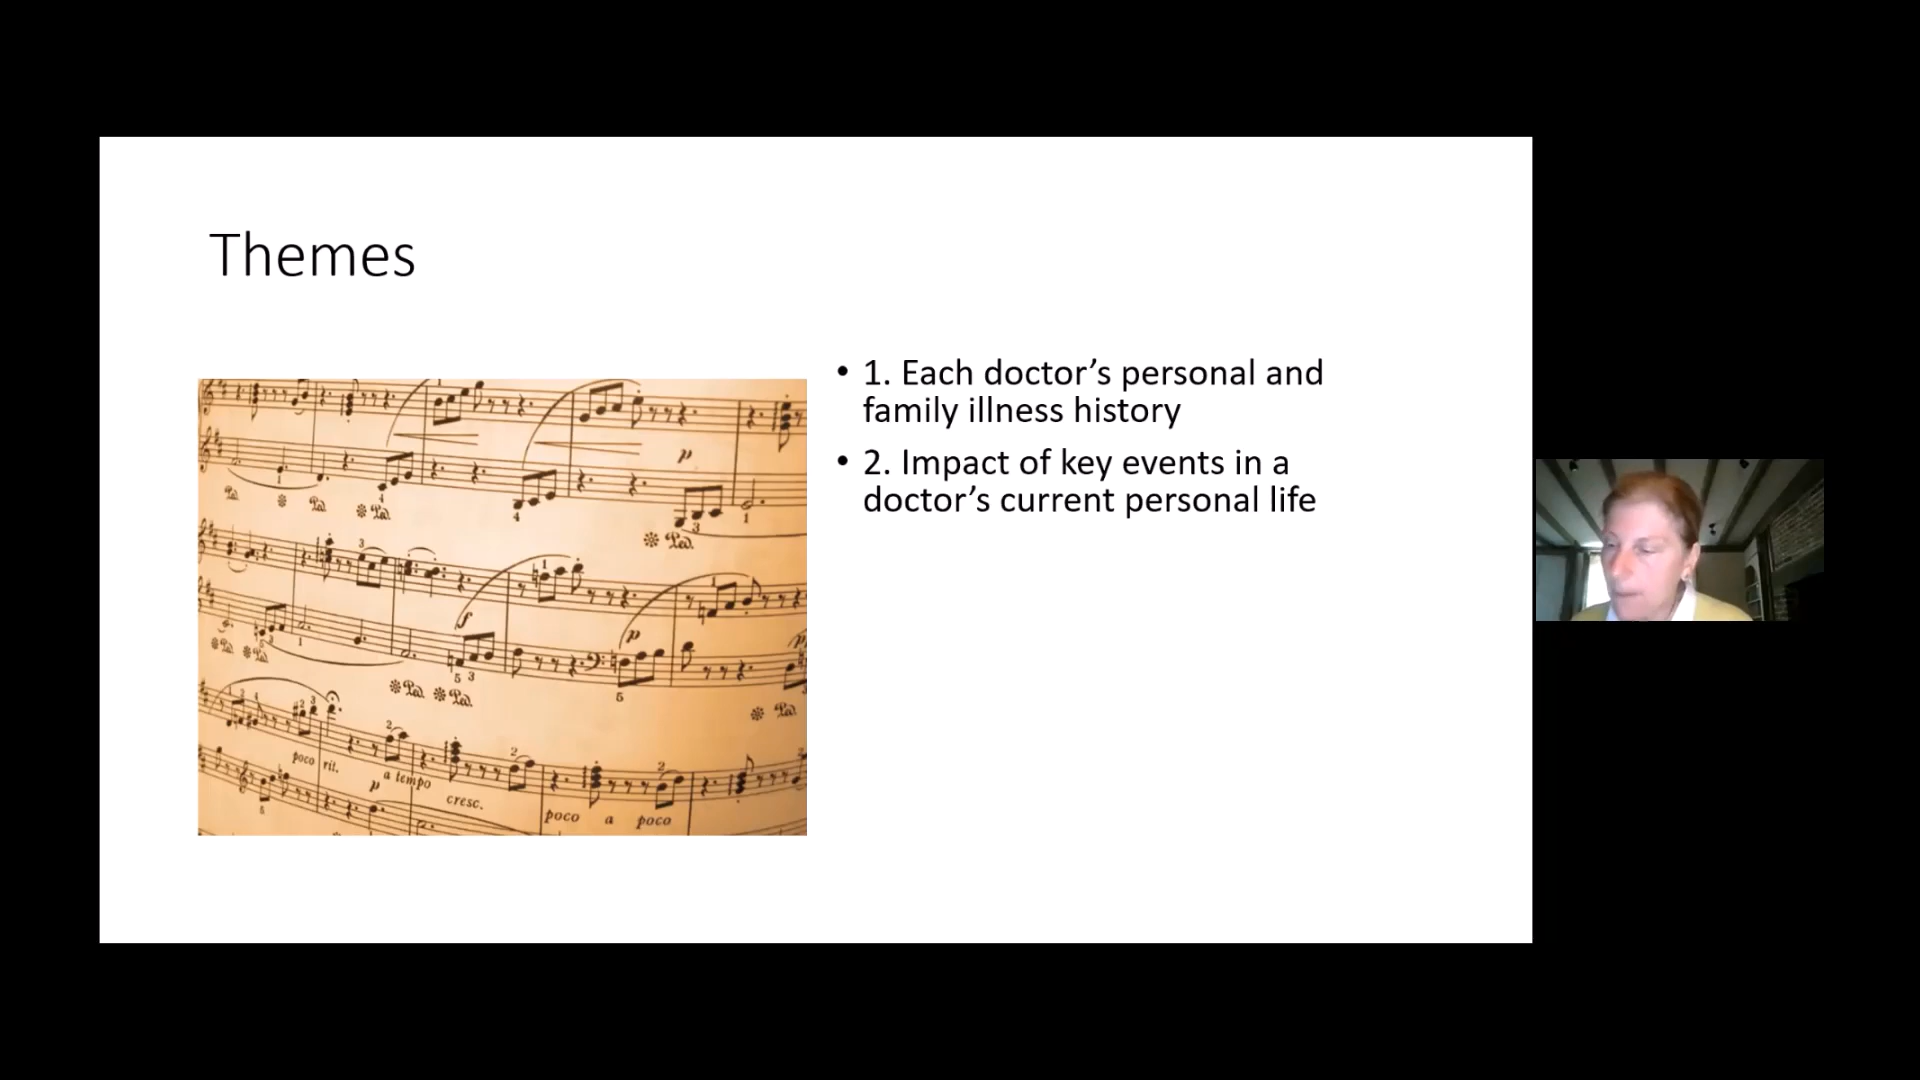 Themes
• 1. Each doctor’s personal and
family illness history
• 2. Impact of key events in a
doctor’s current personal life
p
poco rit.
a tempo
p
cresc.
poco a poco